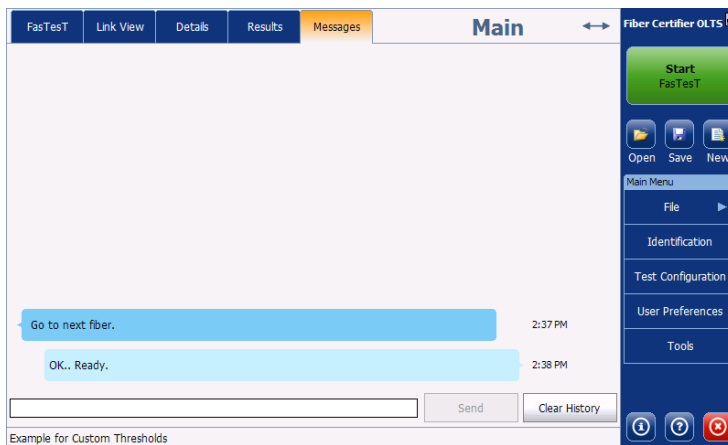 FasTesT
Link View
Details
Results
Messages
Main
Fiber Certifier OLTS
Start
FasTesT
Open
Save
New
Main Menu
File
Identification
Test Configuration
User Preferences
Tools
Go to next fiber.
2:37 PM
OK.. Ready.
2:38 PM
Send
Clear History
Example for Custom Thresholds